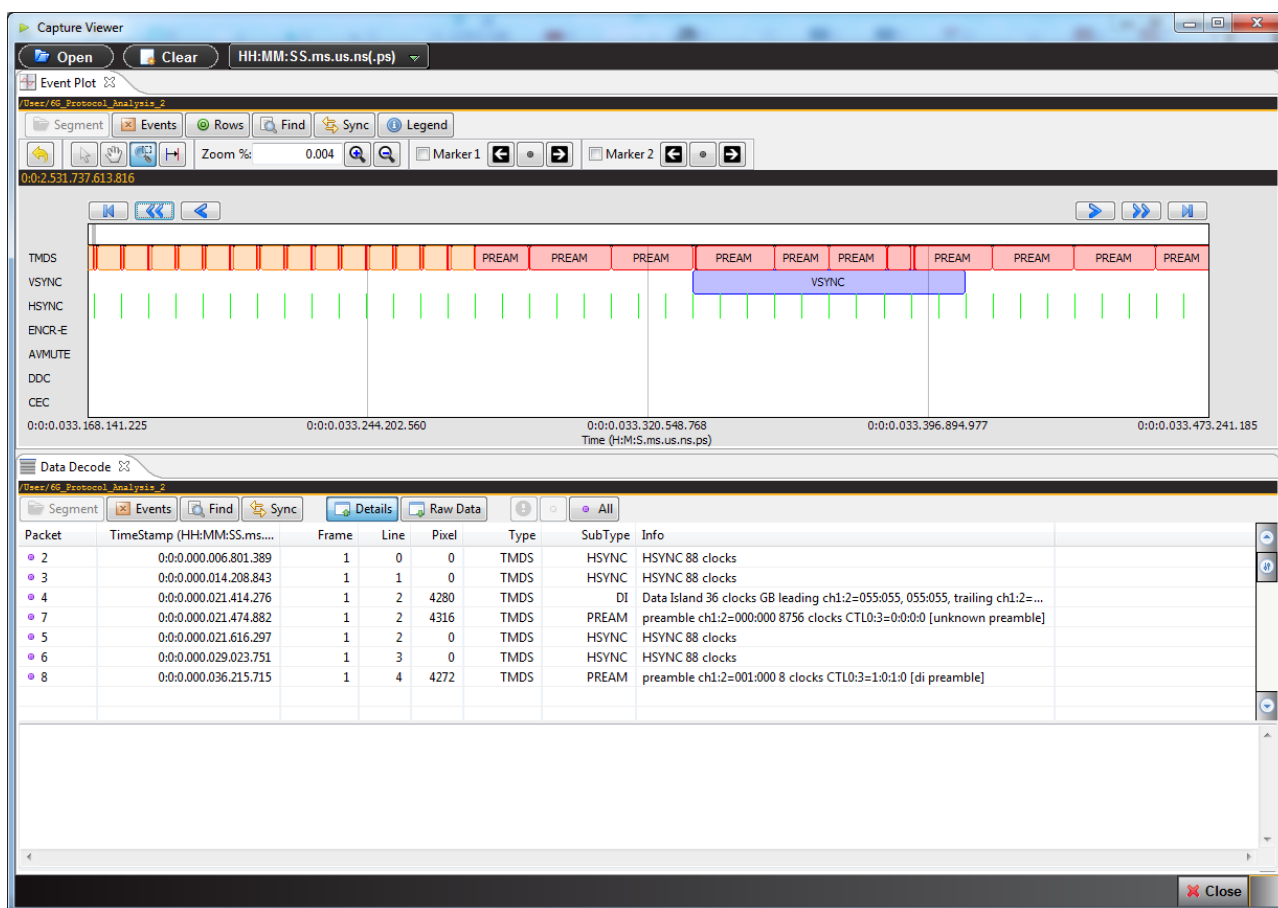 Capture Viewer
Open Clear HH:MM:SS.ms.us.ns(.ps)
Event Plot
/User/6G_Protocol_Analysis_2
Segment Events Rows Find Sync Legend
Zoom %: 0.004 Marker 1 Marker 2
0:0:2.531.737.613.816
TMDS PREAM PREAM PREAM PREAM PREAM PREAM PREAM PREAM PREAM PREAM
VSYNC VSYNC
HSYNC
ENCR-E
AVMUTE
DDC
CEC
0:0:0.033.168.141.225 0:0:0.033.244.202.560 0:0:0.033.320.548.768 0:0:0.033.396.894.977 0:0:0.033.473.241.185
Time (H:M:S.ms.us.ns.ps)
Data Decode
/User/6G_Protocol_Analysis_2
Segment Events Find Sync Details Raw Data All
Packet TimeStamp (HH:MM:SS.ms.... Frame Line Pixel Type SubType Info
2 0:0:0.000.006.801.389 1 0 0 TMDS HSYNC HSYNC 88 clocks
3 0:0:0.000.014.208.843 1 1 0 TMDS HSYNC HSYNC 88 clocks
4 0:0:0.000.021.414.276 1 2 4280 TMDS DI Data Island 36 clocks GB leading ch1:2=055:055, 055:055, trailing ch1:2=...
7 0:0:0.000.021.474.882 1 2 4316 TMDS PREAM preamble ch1:2=000:000 8756 clocks CTL0:3=0:0:0:0 [unknown preamble]
5 0:0:0.000.021.616.297 1 2 0 TMDS HSYNC HSYNC 88 clocks
6 0:0:0.000.029.023.751 1 3 0 TMDS HSYNC HSYNC 88 clocks
8 0:0:0.000.036.215.715 1 4 4272 TMDS PREAM preamble ch1:2=001:000 8 clocks CTL0:3=1:0:1:0 [di preamble]
Close